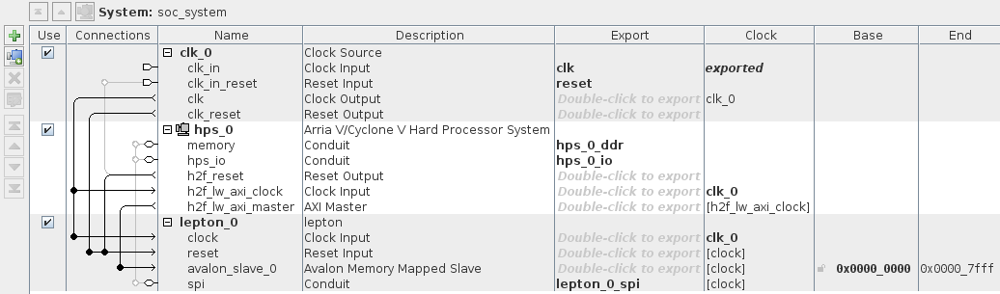 System: soc_system
Use Connections Name Description Export Clock Base End
clk_0 Clock Source
clk_in Clock Input clk exported
clk_in_reset Reset Input reset
clk Clock Output Double-click to export clk_0
clk_reset Reset Output Double-click to export
hps_0 Arria V/Cyclone V Hard Processor System
memory Conduit hps_0_ddr
hps_io Conduit hps_0_io
h2f_reset Reset Output Double-click to export
h2f_lw_axi_clock Clock Input Double-click to export clk_0
h2f_lw_axi_master AXI Master Double-click to export [h2f_lw_axi_clock]
lepton_0 lepton
clock Clock Input Double-click to export clk_0
reset Reset Input Double-click to export [clock]
avalon_slave_0 Avalon Memory Mapped Slave Double-click to export [clock] 0x0000_0000 0x0000_7fff
spi Conduit lepton_0_spi [clock]